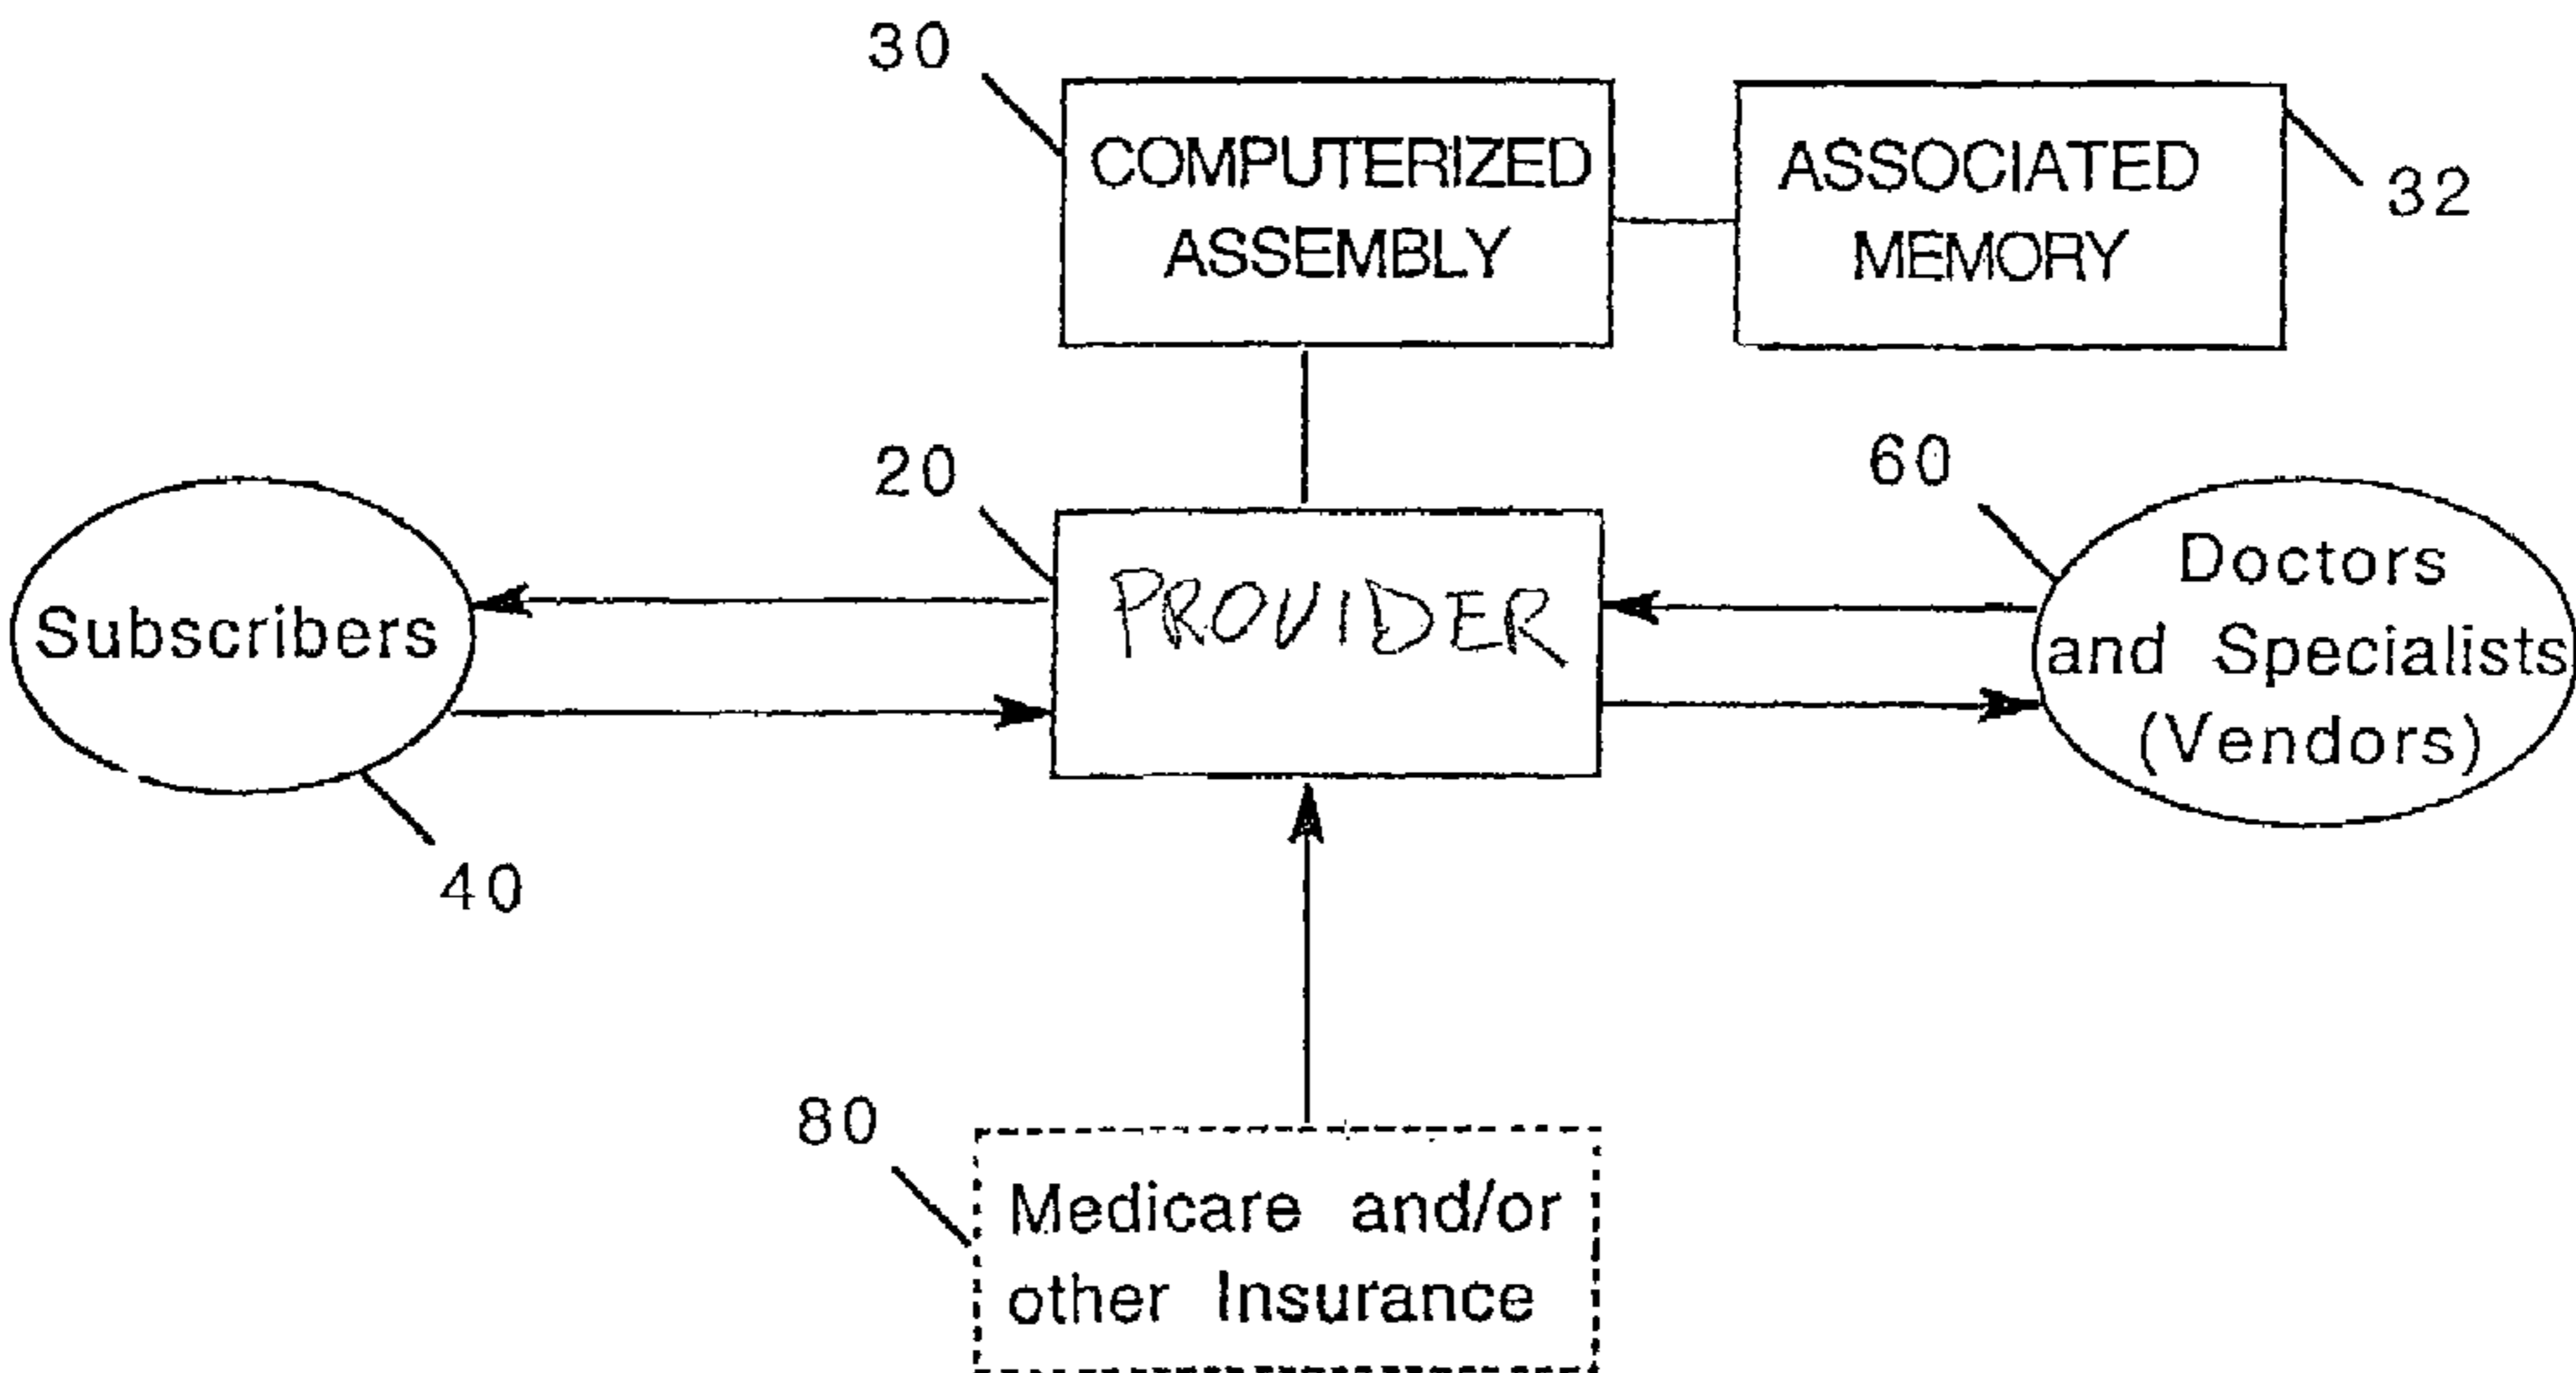 30
COMPUTERIZED
ASSEMBLY
ASSOCIATED
MEMORY
32
20
60
Subscribers
PROVIDER
Doctors
and Specialists
(Vendors)
40
80
Medicare and/or
other Insurance